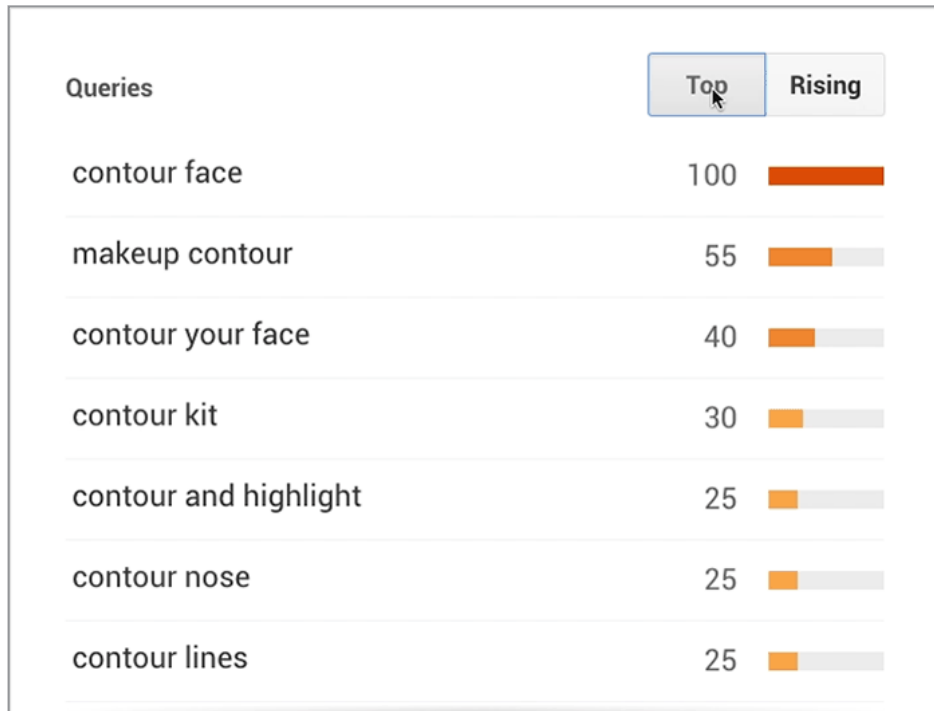 Queries Top Rising
contour face 100
makeup contour 55
contour your face 40
contour kit 30
contour and highlight 25
contour nose 25
contour lines 25